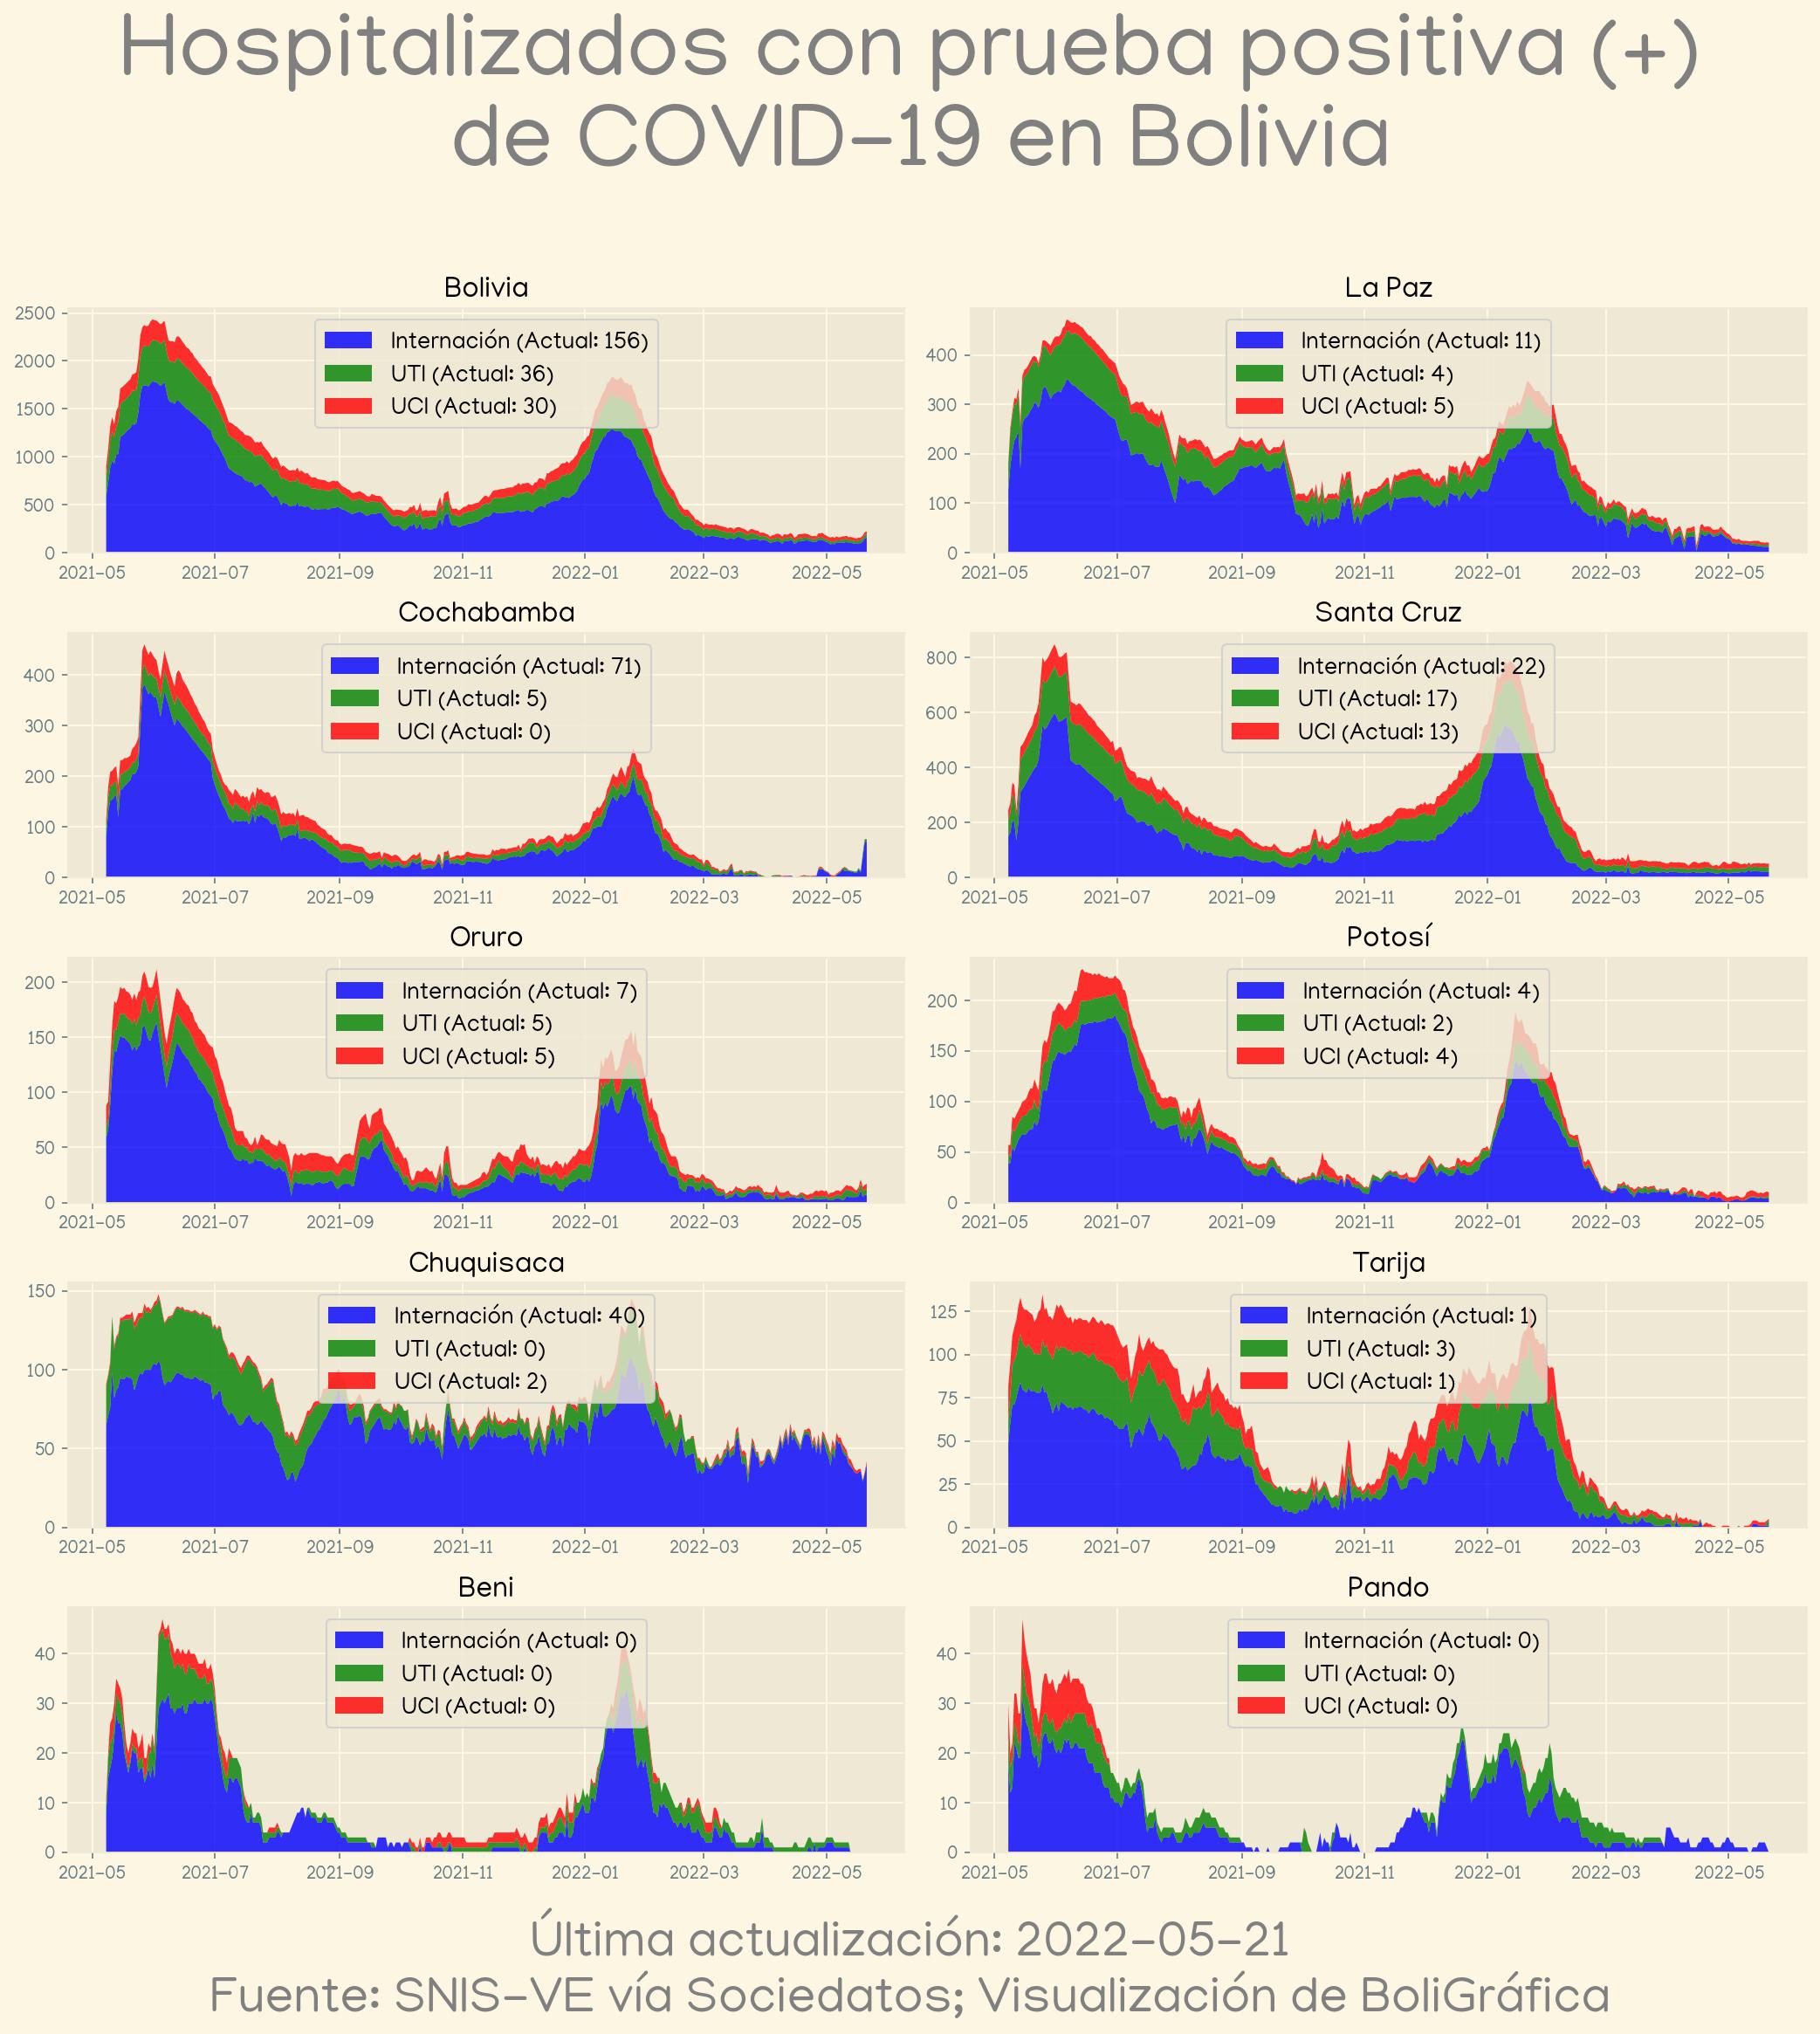 Hospitalizados con prueba positiva (+)
de COVID-19 en Bolivia
Bolivia
2500
2000
1500
1000
500
0
Internación (Actual: 156)
UTI (Actual: 36)
UCI (Actual: 30)
2021-05 2021-07 2021-09 2021-11 2022-01 2022-03 2022-05
La Paz
400
300
200
100
0
Internación (Actual: 11)
UTI (Actual: 4)
UCI (Actual: 5)
2021-05 2021-07 2021-09 2021-11 2022-01 2022-03 2022-05
Cochabamba
400
300
200
100
0
Internación (Actual: 71)
UTI (Actual: 5)
UCI (Actual: 0)
2021-05 2021-07 2021-09 2021-11 2022-01 2022-03 2022-05
Santa Cruz
800
600
400
200
0
Internación (Actual: 22)
UTI (Actual: 17)
UCI (Actual: 13)
2021-05 2021-07 2021-09 2021-11 2022-01 2022-03 2022-05
Oruro
200
150
100
50
0
Internación (Actual: 7)
UTI (Actual: 5)
UCI (Actual: 5)
2021-05 2021-07 2021-09 2021-11 2022-01 2022-03 2022-05
Potosí
200
150
100
50
0
Internación (Actual: 4)
UTI (Actual: 2)
UCI (Actual: 4)
2021-05 2021-07 2021-09 2021-11 2022-01 2022-03 2022-05
Chuquisaca
150
100
50
0
Internación (Actual: 40)
UTI (Actual: 0)
UCI (Actual: 2)
2021-05 2021-07 2021-09 2021-11 2022-01 2022-03 2022-05
Tarija
125
100
75
50
25
0
Internación (Actual: 1)
UTI (Actual: 3)
UCI (Actual: 1)
2021-05 2021-07 2021-09 2021-11 2022-01 2022-03 2022-05
Beni
40
30
20
10
0
Internación (Actual: 0)
UTI (Actual: 0)
UCI (Actual: 0)
2021-05 2021-07 2021-09 2021-11 2022-01 2022-03 2022-05
Pando
40
30
20
10
0
Internación (Actual: 0)
UTI (Actual: 0)
UCI (Actual: 0)
2021-05 2021-07 2021-09 2021-11 2022-01 2022-03 2022-05
Última actualización: 2022-05-21
Fuente: SNIS-VE vía Sociedatos; Visualización de BoliGráfica